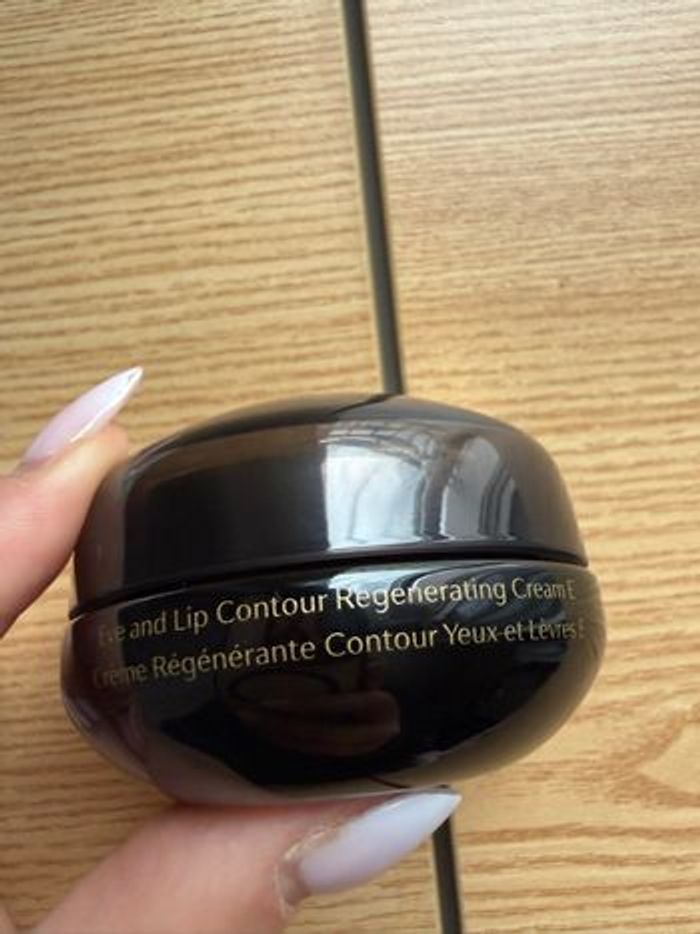 Eye and Lip Contour Regenerating Cream E
Crème Régénérante Contour Yeux et Lèvres E